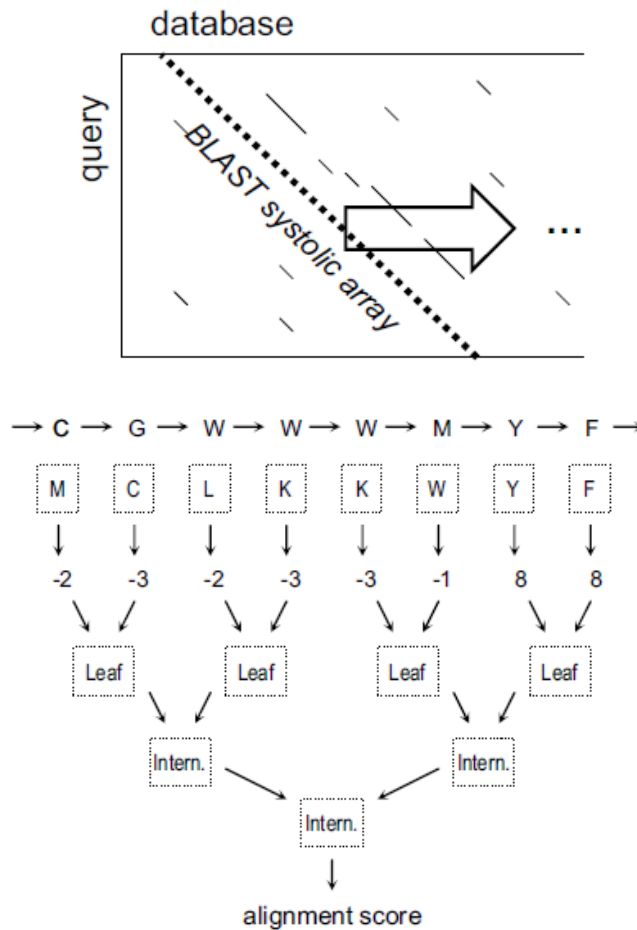 database
query
BLAST systolic array
...
C G W W W M Y F
M C L K K W Y F
-2 -3 -2 -3 -3 -1 8 8
Leaf Leaf Leaf Leaf
Intern. Intern.
Intern.
alignment score